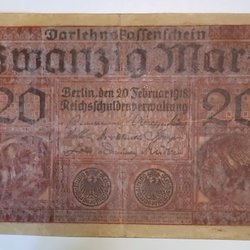 Darlehnskassenschein
Zwanzig Mark
Berlin, den 20. Februar 1918
Reichsschuldenverwaltung
20 20